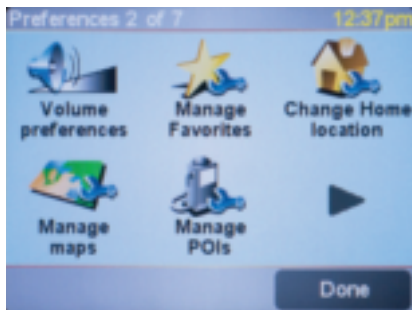 Preferences 2 of 7
12:37pm
Volume
preferences
Manage
Favorites
Change Home
location
Manage
maps
Manage
POIs
Done